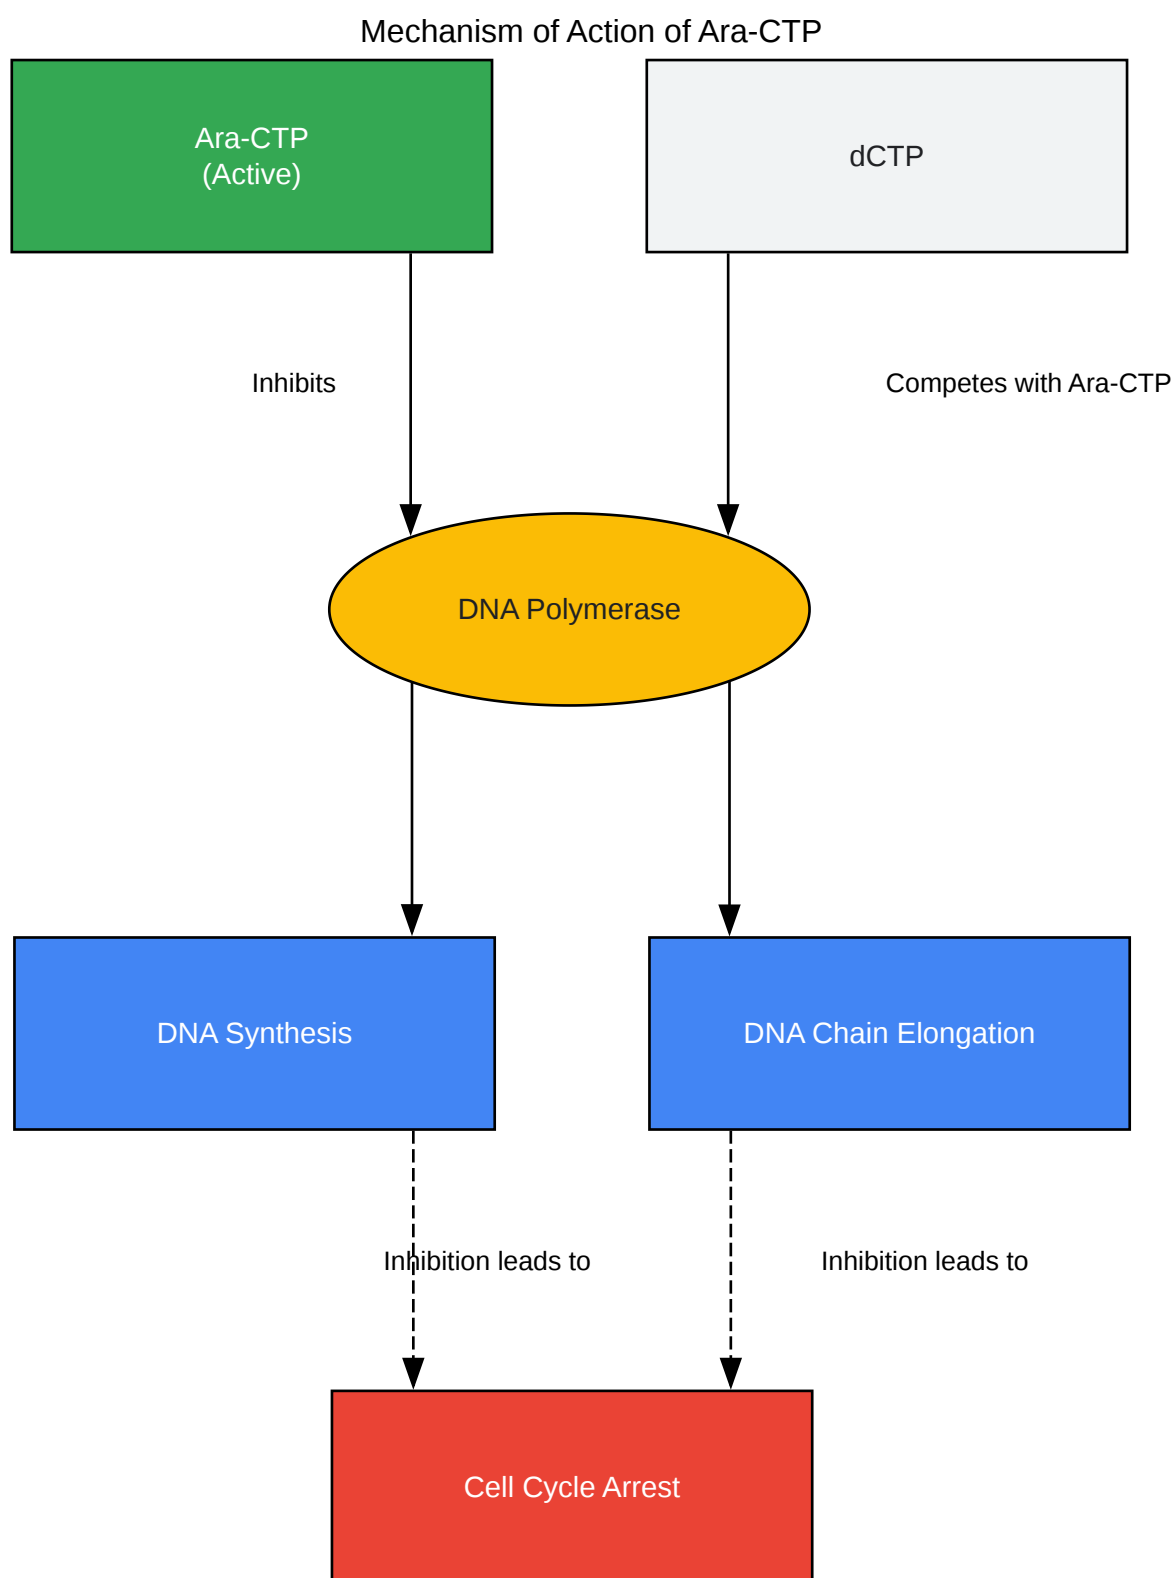 Mechanism of Action of Ara-CTP
Ara-CTP
(Active)
dCTP
Inhibits
Competes with Ara-CTP
DNA Polymerase
DNA Synthesis
DNA Chain Elongation
Inhibition leads to
Inhibition leads to
Cell Cycle Arrest